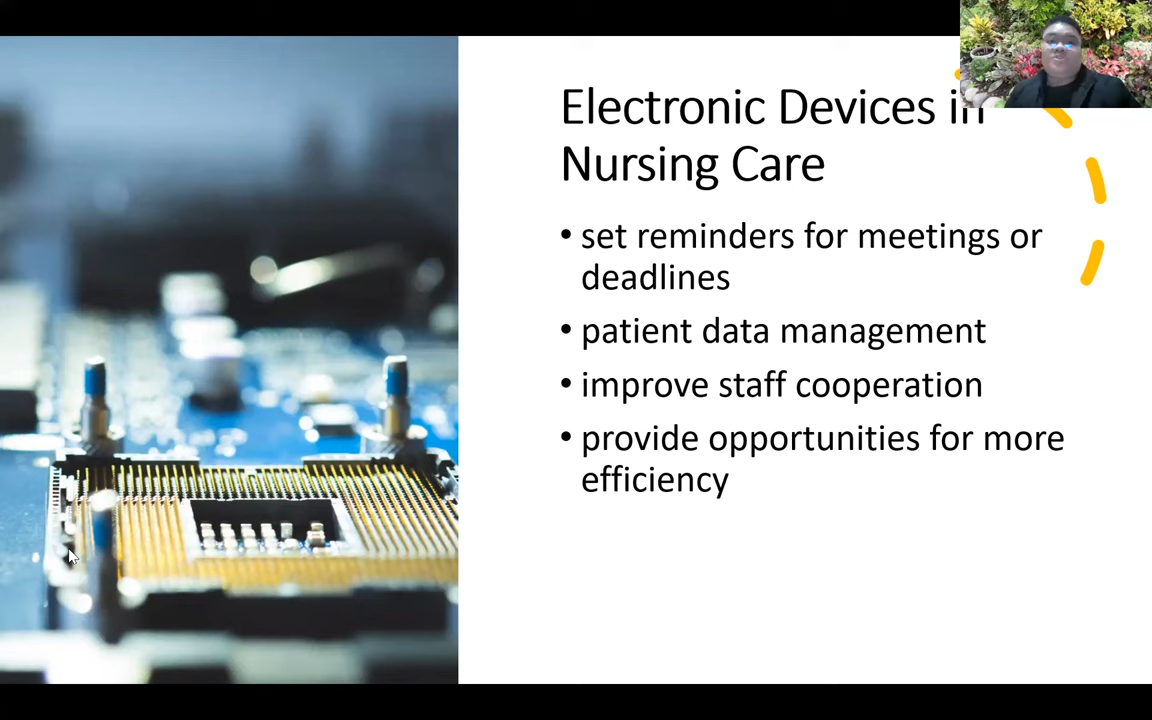 Electronic Devices in
Nursing Care
• set reminders for meetings or
deadlines
• patient data management
• improve staff cooperation
• provide opportunities for more
efficiency